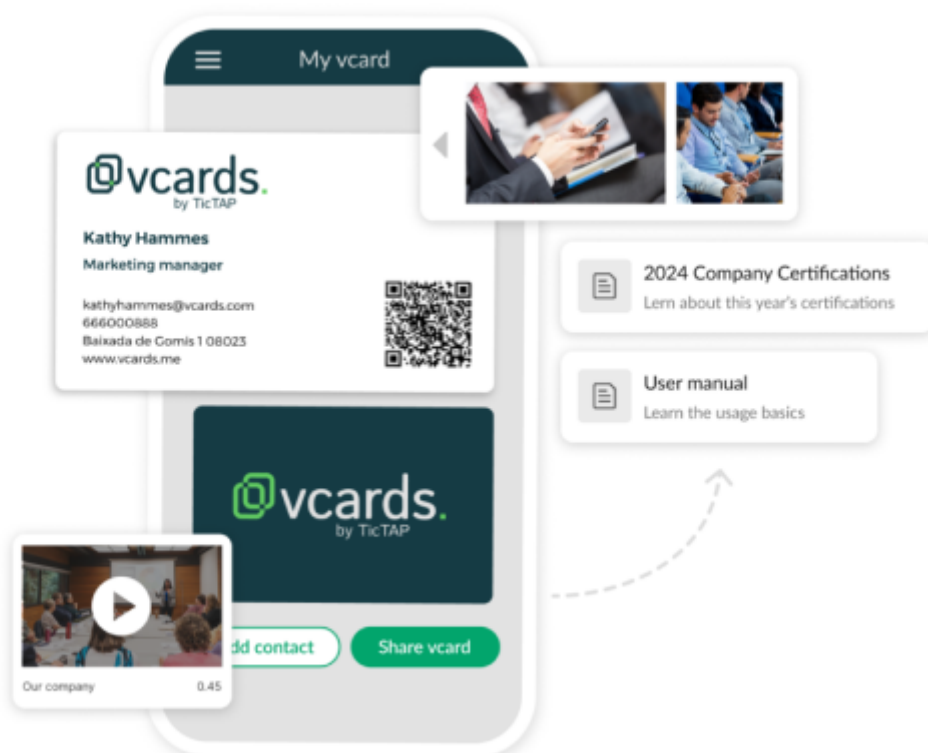 My vcard
vcards.
by TicTAP
Kathy Hammes
Marketing manager
kathyhammes@vcards.com
666000888
Baixada de Gomis 1 08023
www.vcards.me
2024 Company Certifications
Lern about this year's certifications
User manual
Learn the usage basics
vcards.
by TicTAP
Our company 0.45
dd contact
Share vcard